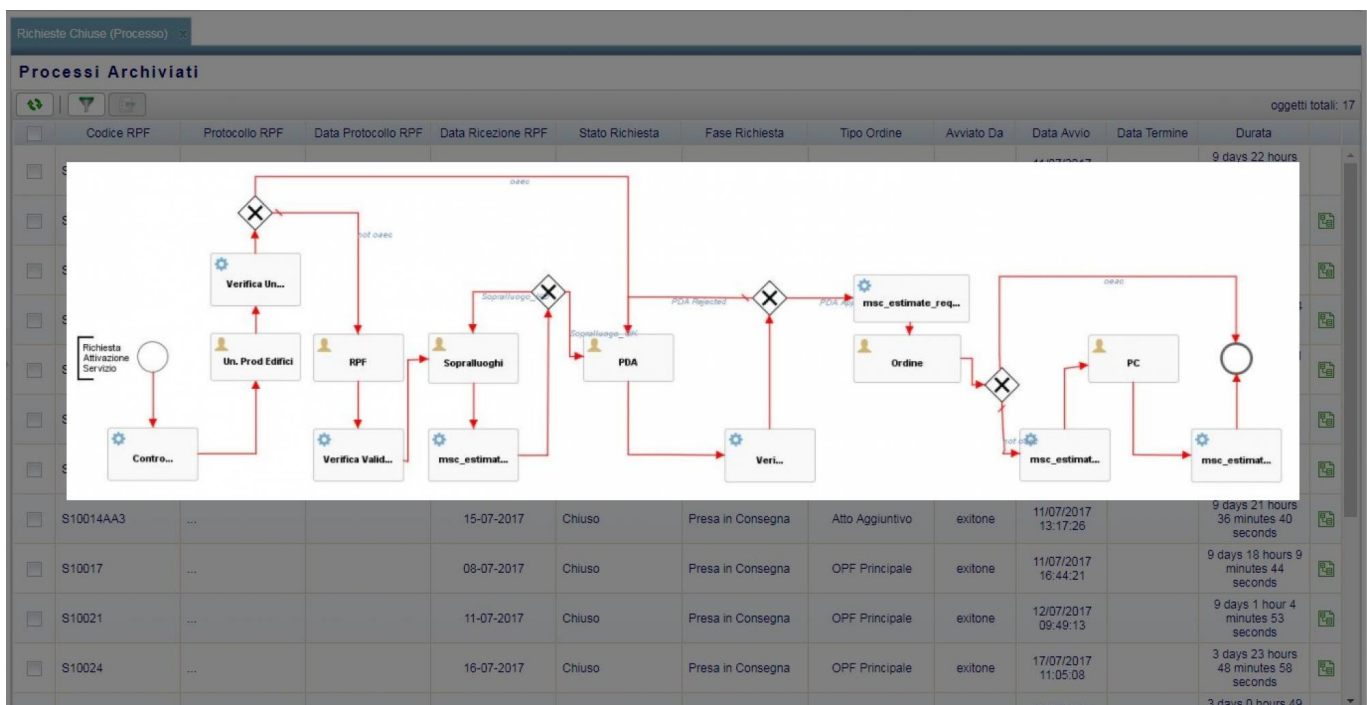 Richieste Chiuse (Processo)
Processi Archiviati
oggetti totali: 17
Codice RPF Protocollo RPF Data Protocollo RPF Data Ricezione RPF Stato Richiesta Fase Richiesta Tipo Ordine Avviato Da Data Avvio Data Termine Durata
9 days 22 hours
oaec
not oaec
Verifica Un...
Richiesta
Attivazione
Servizio
Un. Prod Edifici
RPF
Sopralluoghi
PDA
PDA Rejected
msc_estimate_req...
Ordine
oeac
PC
Contro...
Verifica Valid...
msc_estimat...
Veri...
msc_estimat...
msc_estimat...
S10014AA3 ... 15-07-2017 Chiuso Presa in Consegna Atto Aggiuntivo exitone 11/07/2017
13:17:26
9 days 21 hours
36 minutes 40
seconds
S10017 ... 08-07-2017 Chiuso Presa in Consegna OPF Principale exitone 11/07/2017
16:44:21
9 days 18 hours 9
minutes 44
seconds
S10021 ... 11-07-2017 Chiuso Presa in Consegna OPF Principale exitone 12/07/2017
09:49:13
9 days 1 hour 4
minutes 53
seconds
S10024 ... 16-07-2017 Chiuso Presa in Consegna OPF Principale exitone 17/07/2017
11:05:08
3 days 23 hours
48 minutes 58
seconds
3 days 0 hours 49